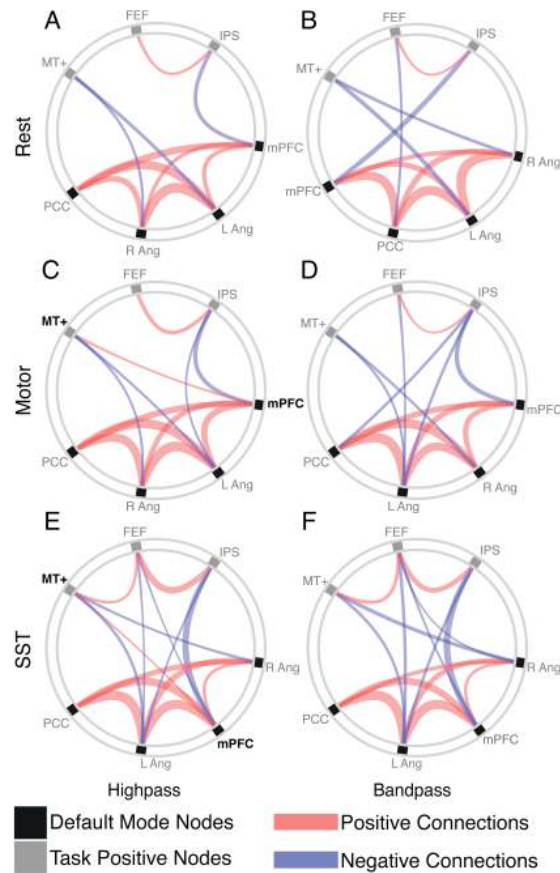 A
B
FEF
IPS
MT+
mPFC
PCC
R Ang
L Ang
FEF
IPS
MT+
R Ang
mPFC
PCC
L Ang
Rest
C
D
FEF
IPS
MT+
mPFC
PCC
R Ang
L Ang
FEF
IPS
MT+
mPFC
PCC
L Ang
R Ang
Motor
E
F
FEF
IPS
MT+
R Ang
PCC
L Ang
mPFC
FEF
IPS
MT+
R Ang
PCC
L Ang
mPFC
SST
Highpass
Bandpass
Default Mode Nodes
Positive Connections
Task Positive Nodes
Negative Connections